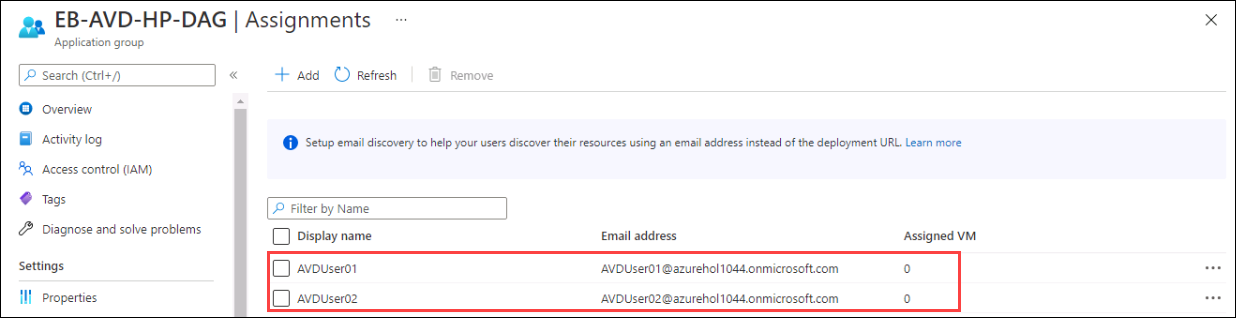 EB-AVD-HP-DAG | Assignments ...
Application group
Search (Ctrl+/)
«
Add Refresh Remove
Overview
Activity log
Access control (IAM)
Tags
Diagnose and solve problems
Settings
Properties
Setup email discovery to help your users discover their resources using an email address instead of the deployment URL. Learn more
Filter by Name
Display name Email address Assigned VM
AVDUser01 AVDUser01@azurehol1044.onmicrosoft.com 0 ...
AVDUser02 AVDUser02@azurehol1044.onmicrosoft.com 0 ...